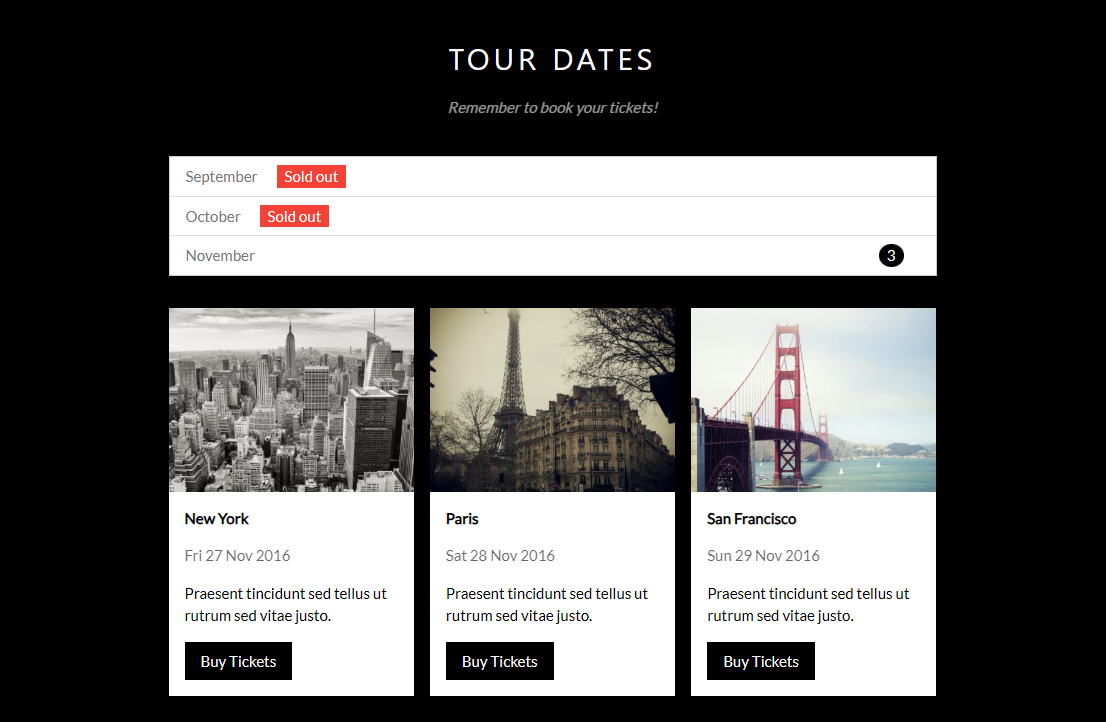 TOUR DATES
Remember to book your tickets!
September Sold out
October Sold out
November 3
New York
Fri 27 Nov 2016
Praesent tincidunt sed tellus ut
rutrum sed vitae justo.
Buy Tickets
Paris
Sat 28 Nov 2016
Praesent tincidunt sed tellus ut
rutrum sed vitae justo.
Buy Tickets
San Francisco
Sun 29 Nov 2016
Praesent tincidunt sed tellus ut
rutrum sed vitae justo.
Buy Tickets